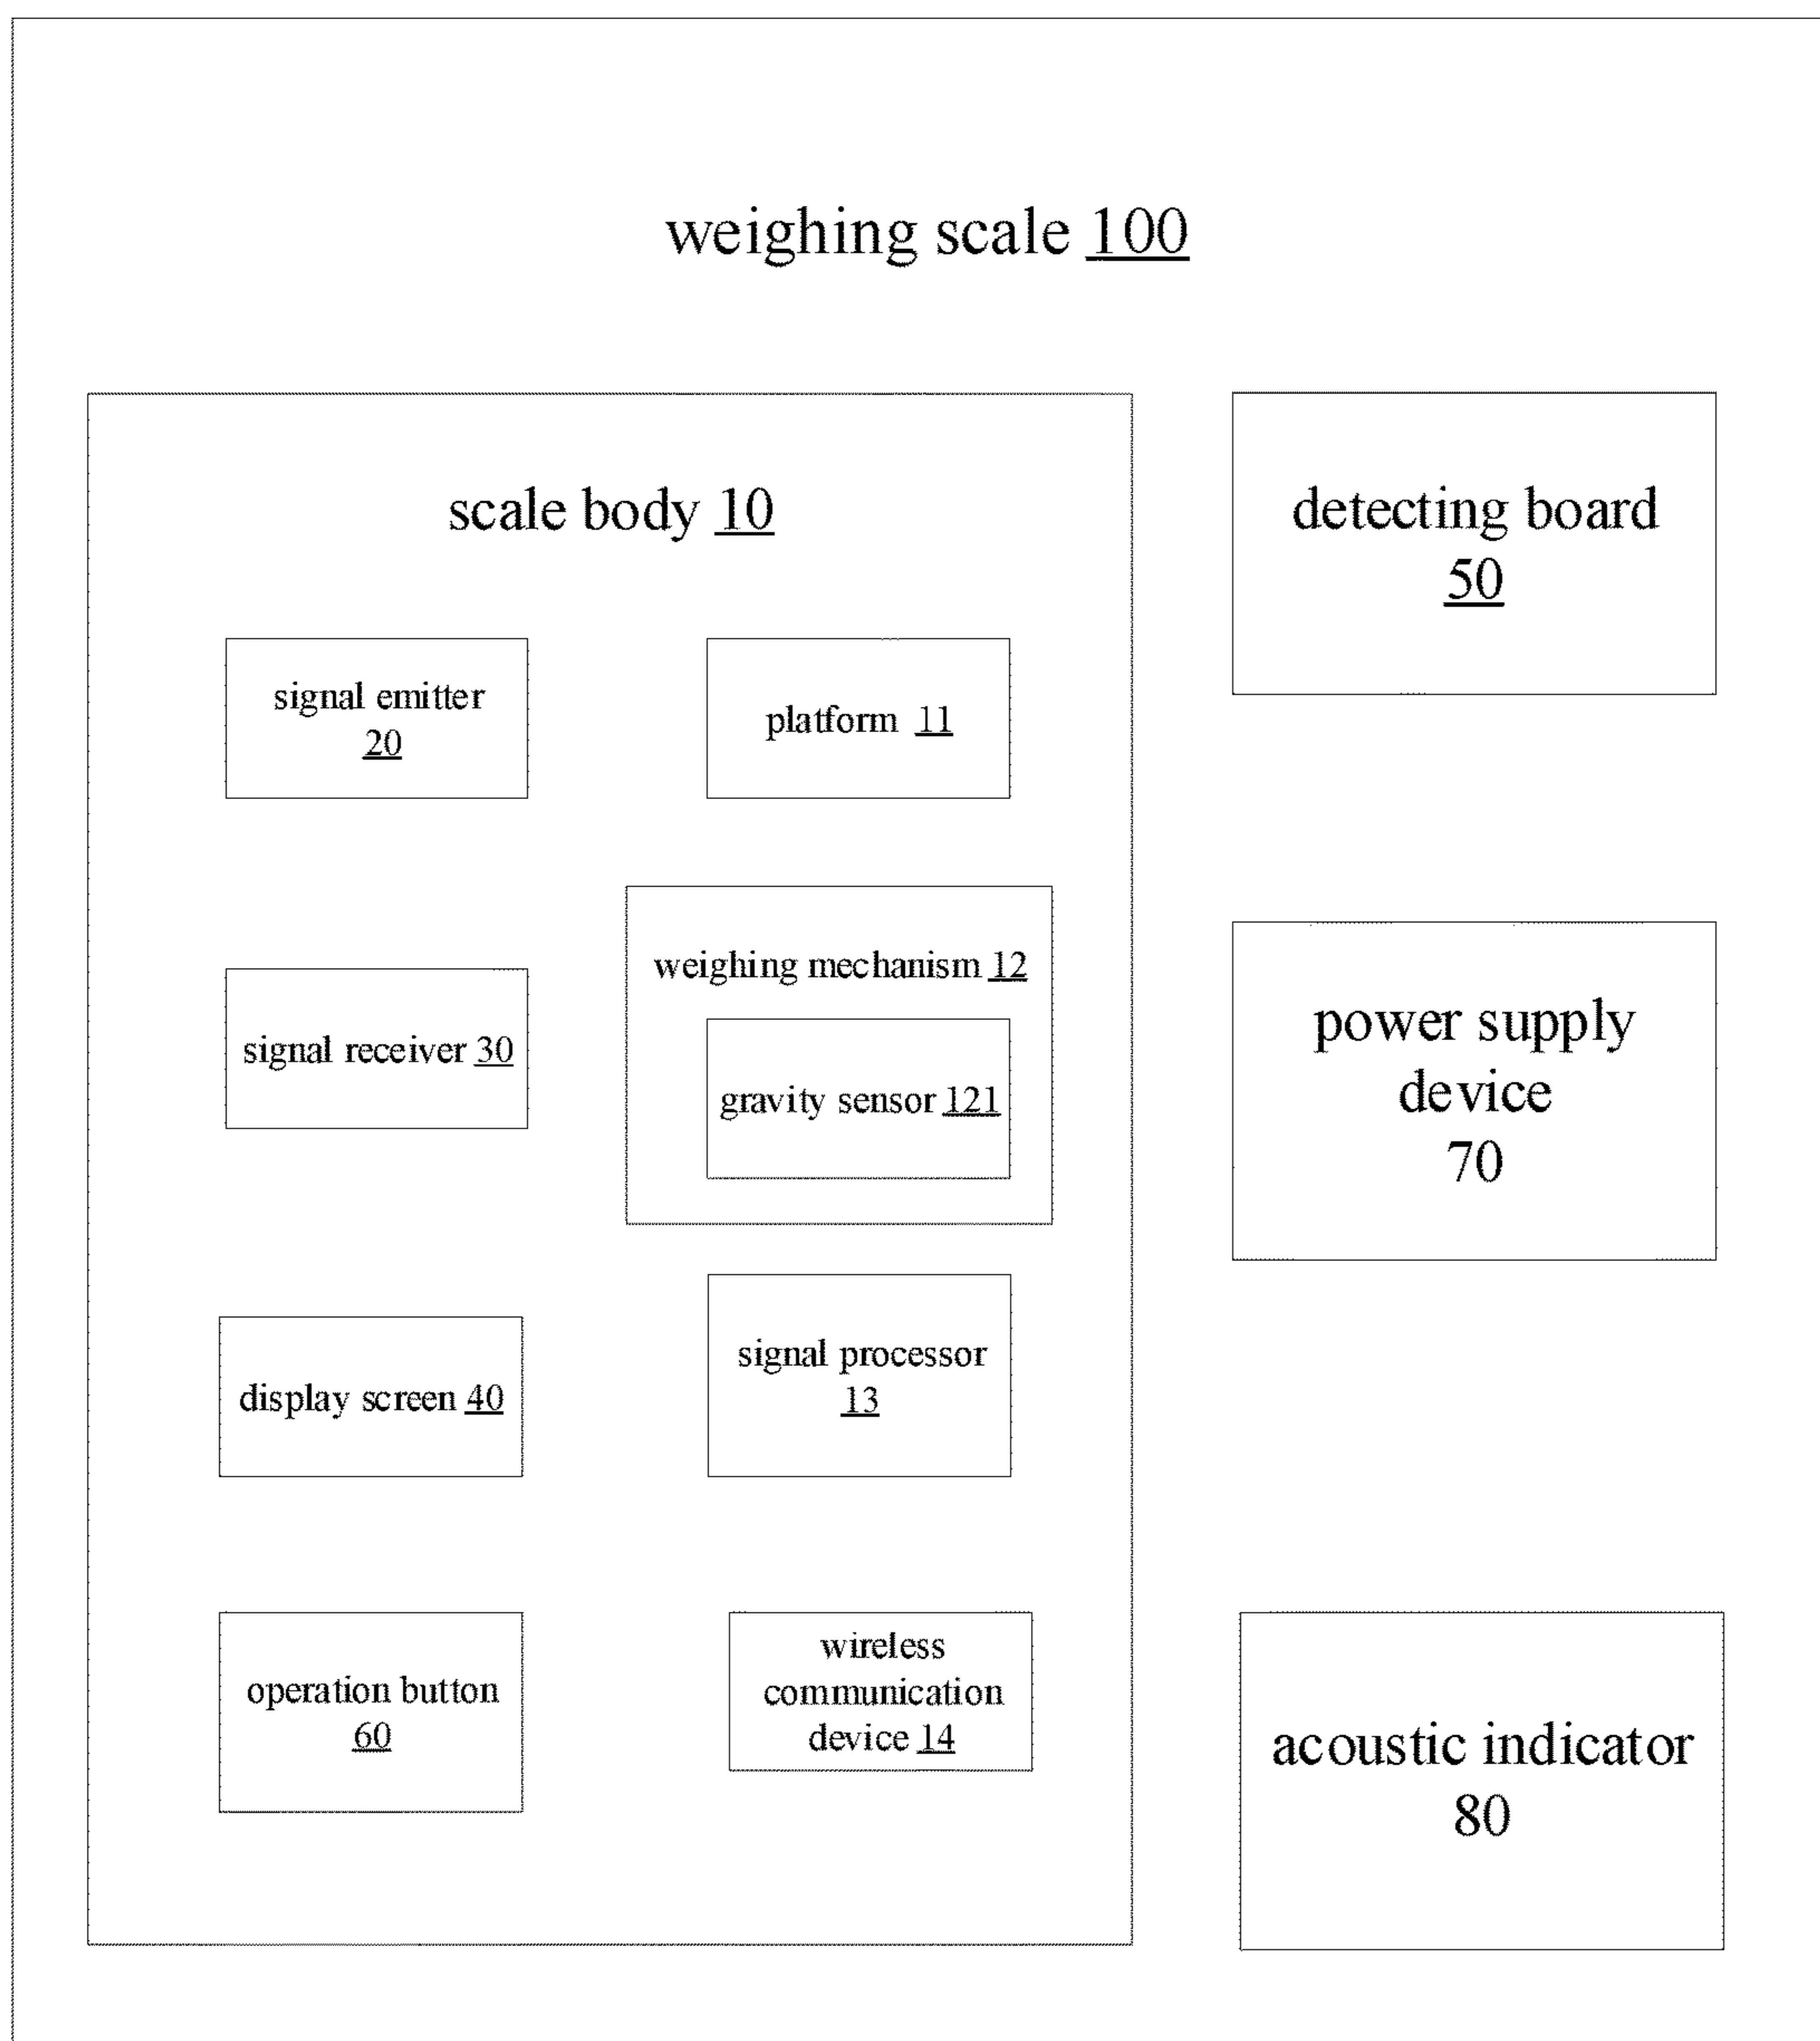 weighing scale 100
scale body 10
signal emitter
20
platform 11
signal receiver 30
weighing mechanism 12
gravity sensor 121
display screen 40
signal processor
13
operation button
60
wireless
communication
device 14
detecting board
50
power supply
device
70
acoustic indicator
80